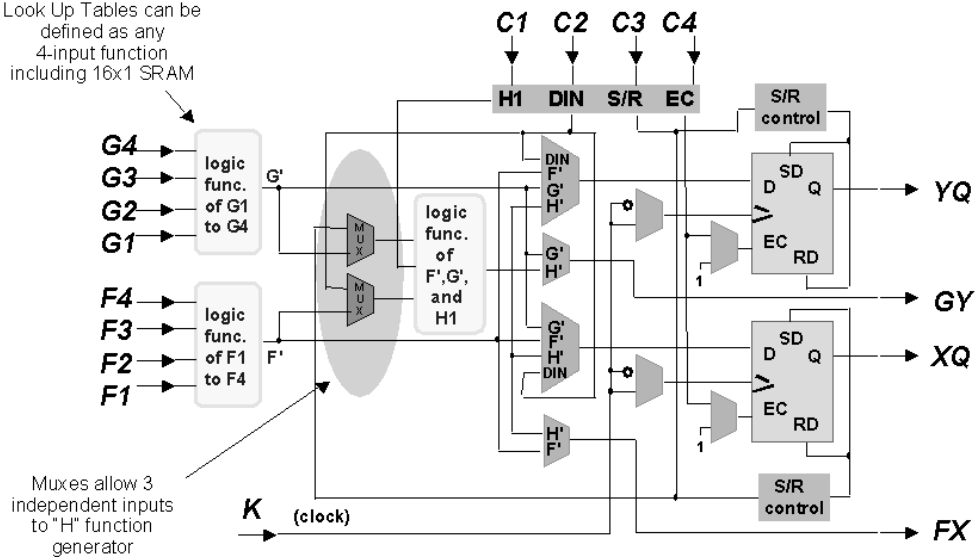 Look Up Tables can be
defined as any
4-input function
including 16x1 SRAM
C1 C2 C3 C4
H1 DIN S/R EC
S/R
control
G4
G3
G2
G1
logic
func.
of G1
to G4
G'
MUX
MUX
logic
func.
of
F',G',
and
H1
DIN
F'
G'
H'
G'
H'
SD
D Q
EC
RD
1
YQ
GY
F4
F3
F2
F1
logic
func.
of F1
to F4
F'
G'
F'
H'
DIN
H'
F'
SD
D Q
EC
RD
1
XQ
S/R
control
Muxes allow 3
independent inputs
to "H" function
generator
K (clock)
FX